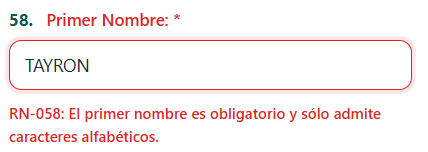 58. Primer Nombre: *
TAYRON
RN-058: El primer nombre es obligatorio y sólo admite
caracteres alfabéticos.